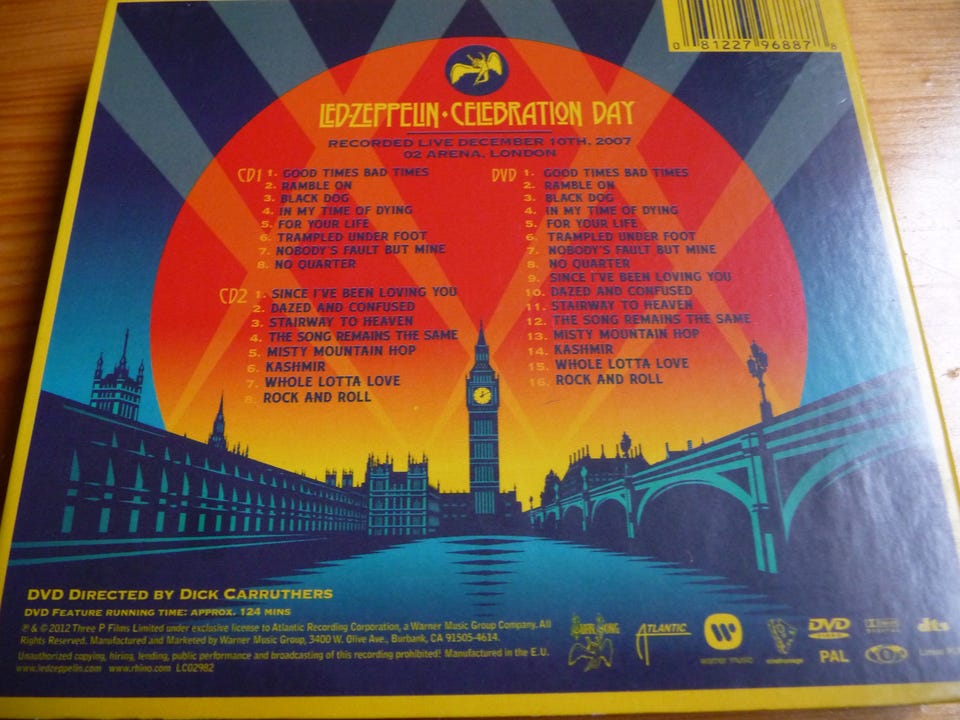 0 81227 96887 8
LED·ZEPPELIN · CELEBRATION DAY
RECORDED LIVE DECEMBER 10TH, 2007
02 ARENA, LONDON
CD1 1. GOOD TIMES BAD TIMES
2. RAMBLE ON
3. BLACK DOG
4. IN MY TIME OF DYING
5. FOR YOUR LIFE
6. TRAMPLED UNDER FOOT
7. NOBODY'S FAULT BUT MINE
8. NO QUARTER
CD2 1. SINCE I'VE BEEN LOVING YOU
2. DAZED AND CONFUSED
3. STAIRWAY TO HEAVEN
4. THE SONG REMAINS THE SAME
5. MISTY MOUNTAIN HOP
6. KASHMIR
7. WHOLE LOTTA LOVE
8. ROCK AND ROLL
DVD 1. GOOD TIMES BAD TIMES
2. RAMBLE ON
3. BLACK DOG
4. IN MY TIME OF DYING
5. FOR YOUR LIFE
6. TRAMPLED UNDER FOOT
7. NOBODY'S FAULT BUT MINE
8. NO QUARTER
9. SINCE I'VE BEEN LOVING YOU
10. DAZED AND CONFUSED
11. STAIRWAY TO HEAVEN
12. THE SONG REMAINS THE SAME
13. MISTY MOUNTAIN HOP
14. KASHMIR
15. WHOLE LOTTA LOVE
16. ROCK AND ROLL
DVD DIRECTED BY DICK CARRUTHERS
DVD FEATURE RUNNING TIME: APPROX. 124 MINS
℗ & © 2012 Three P Films Limited under exclusive license to Atlantic Recording Corporation, a Warner Music Group Company. All
Rights Reserved. Manufactured and Marketed by Warner Music Group, 3400 W. Olive Ave., Burbank, CA 91505-4614.
Unauthorized copying, hiring, lending, public performance and broadcasting of this recording prohibited! Manufactured in the E.U.
www.ledzeppelin.com www.rhino.com LC02982
SWAN SONG
ATLANTIC
warner music
DVD
PAL
0
dts